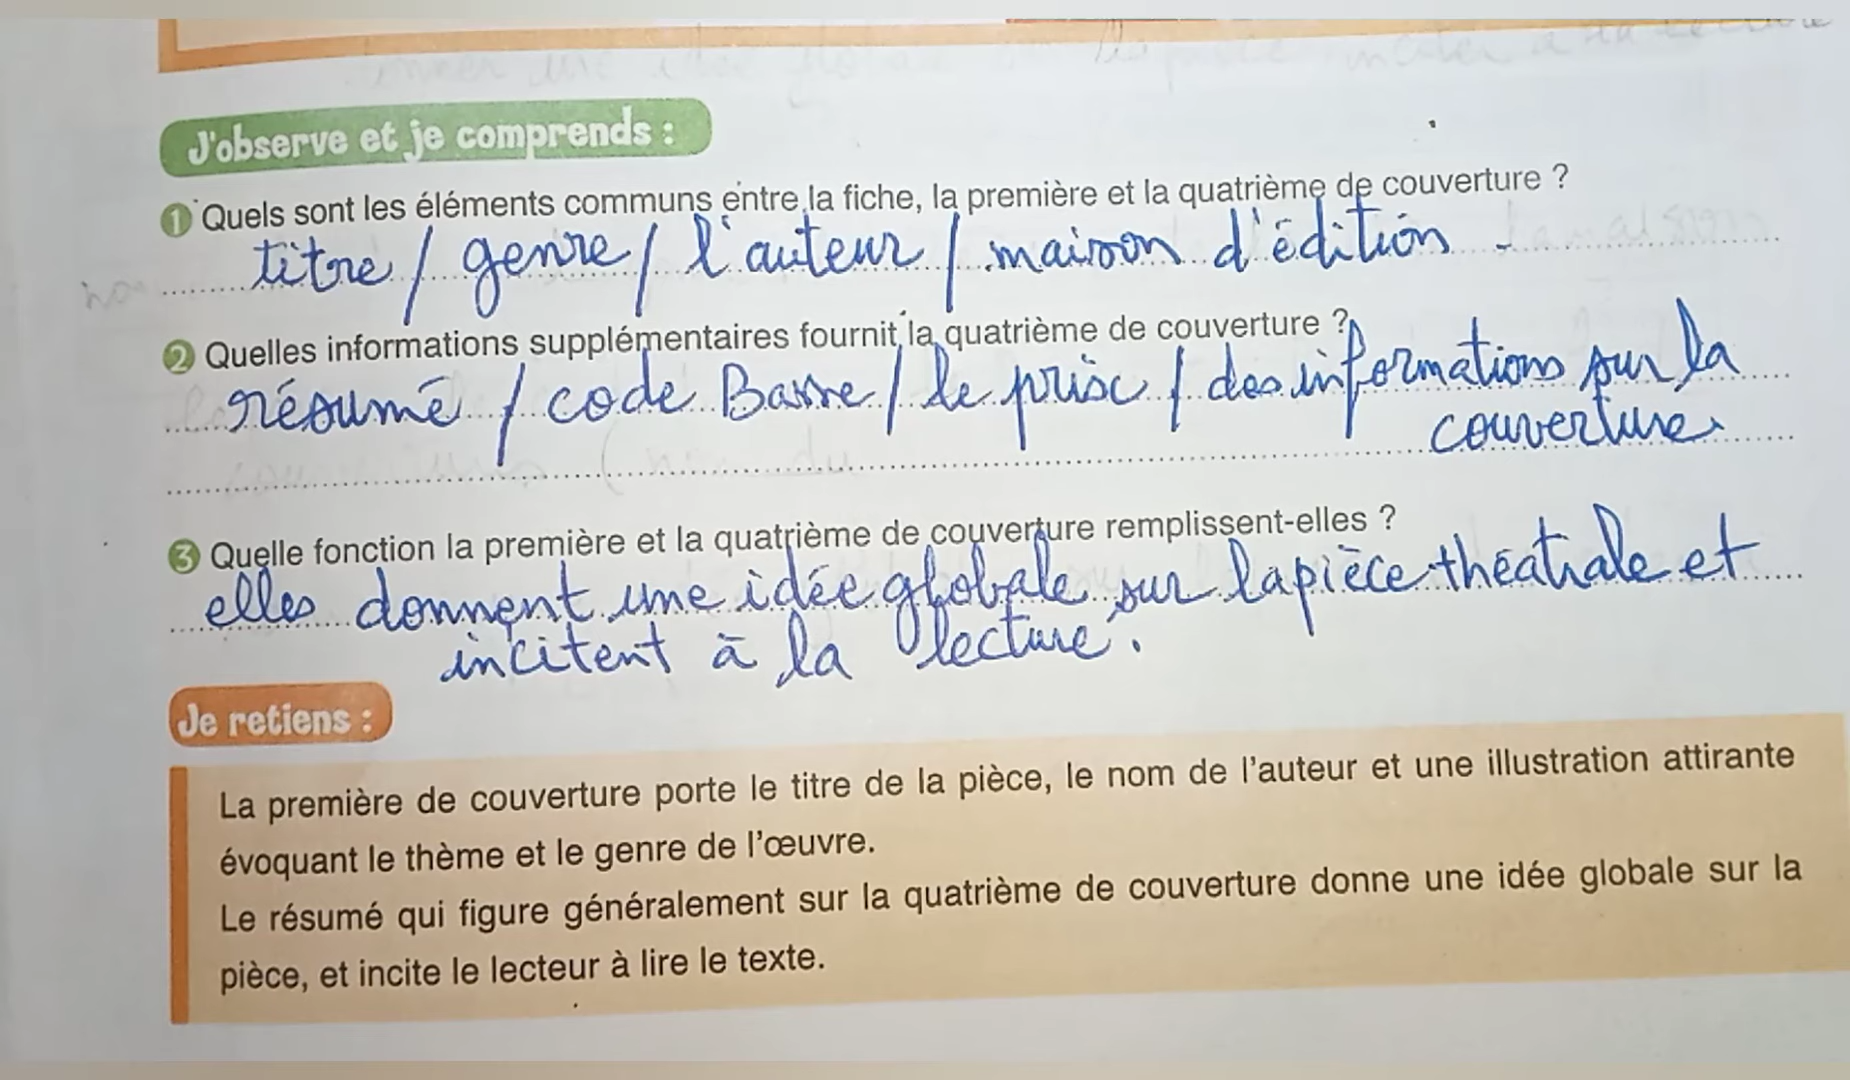 J'observe et je comprends :
1 Quels sont les éléments communs entre la fiche, la première et la quatrième de couverture ?
titre / genre / l'auteur / maison d'édition.
2 Quelles informations supplémentaires fournit la quatrième de couverture ?
résumé / code Barre / le prix / des informations sur la
couverture.
3 Quelle fonction la première et la quatrième de couverture remplissent-elles ?
elles donnent une idée globale sur la pièce théatrale et
incitent à la lecture.
Je retiens :
La première de couverture porte le titre de la pièce, le nom de l'auteur et une illustration attirante
évoquant le thème et le genre de l'œuvre.
Le résumé qui figure généralement sur la quatrième de couverture donne une idée globale sur la
pièce, et incite le lecteur à lire le texte.